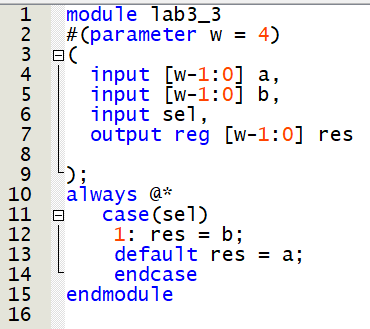 1 module lab3_3
2 #(parameter w = 4)
3 (
4 input [w-1:0] a,
5 input [w-1:0] b,
6 input sel,
7 output reg [w-1:0] res
8
9 );
10 always @*
11 case(sel)
12 1: res = b;
13 default res = a;
14 endcase
15 endmodule
16